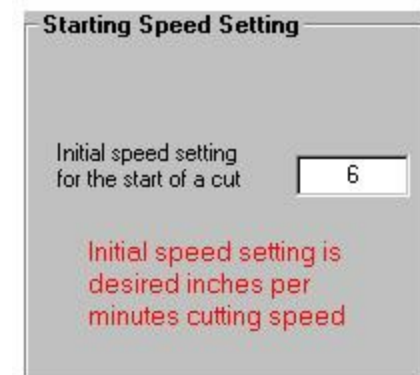 Starting Speed Setting
Initial speed setting
for the start of a cut
6
Initial speed setting is
desired inches per
minutes cutting speed